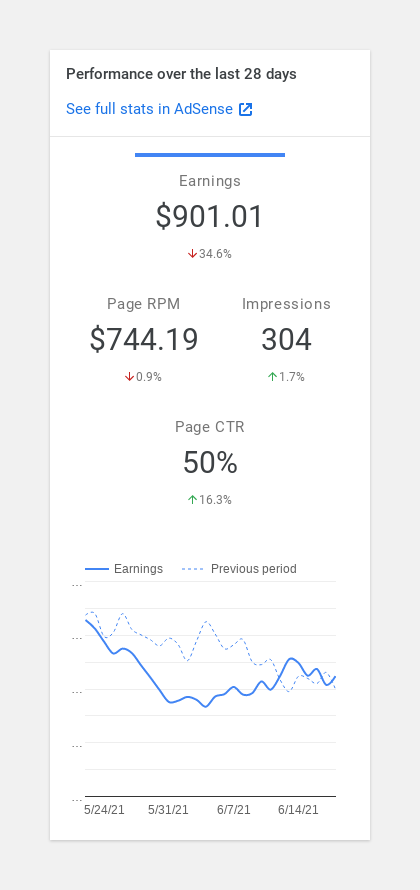 Performance over the last 28 days
See full stats in AdSense
Earnings
$901.01
34.6%
Page RPM Impressions
$744.19 304
0.9% 1.7%
Page CTR
50%
16.3%
Earnings Previous period
...
...
...
...
...
5/24/21 5/31/21 6/7/21 6/14/21